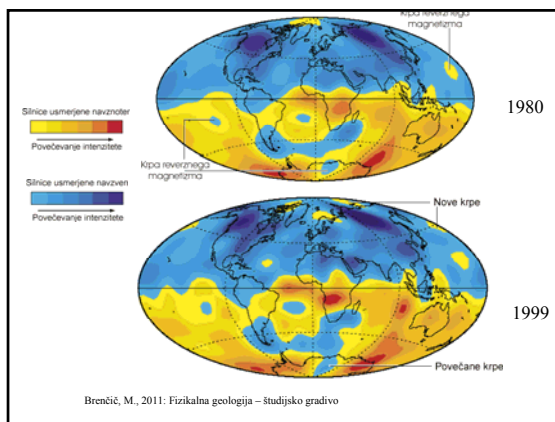 Krpa reverznega
magnetizma
1980
Silnice usmerjene navznoter
Povečevanje intenzitete
Krpa reverznega
magnetizma
Silnice usmerjene navzven
Povečevanje intenzitete
Nove krpe
1999
Povečane krpe
Brenčič, M., 2011: Fizikalna geologija – študijsko gradivo